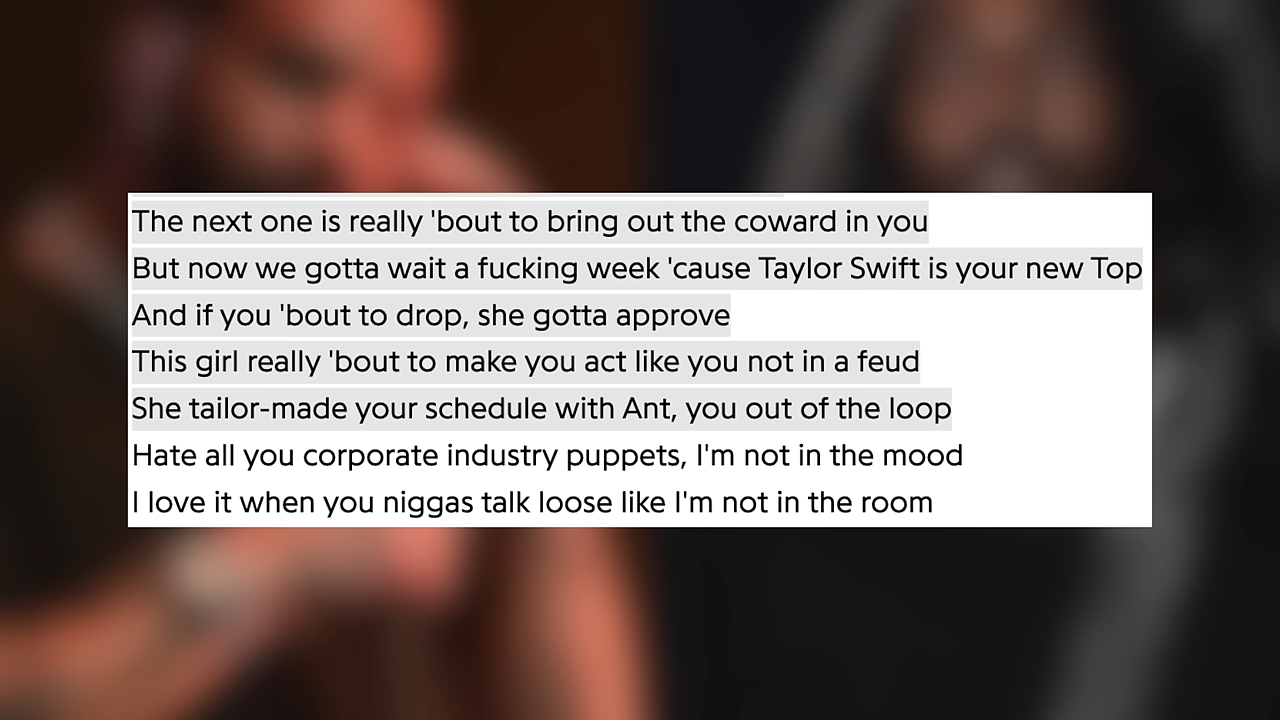 The next one is really 'bout to bring out the coward in you
But now we gotta wait a fucking week 'cause Taylor Swift is your new Top
And if you 'bout to drop, she gotta approve
This girl really 'bout to make you act like you not in a feud
She tailor-made your schedule with Ant, you out of the loop
Hate all you corporate industry puppets, I'm not in the mood
I love it when you niggas talk loose like I'm not in the room